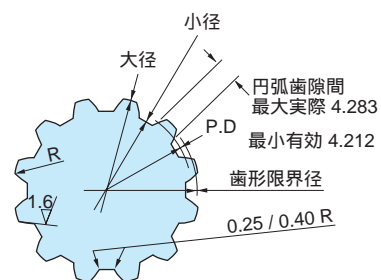 小径
大径
円弧歯隙間
最大実際 4.283
P.D
最小有効 4.212
R
歯形限界径
1.6
0.25 / 0.40 R